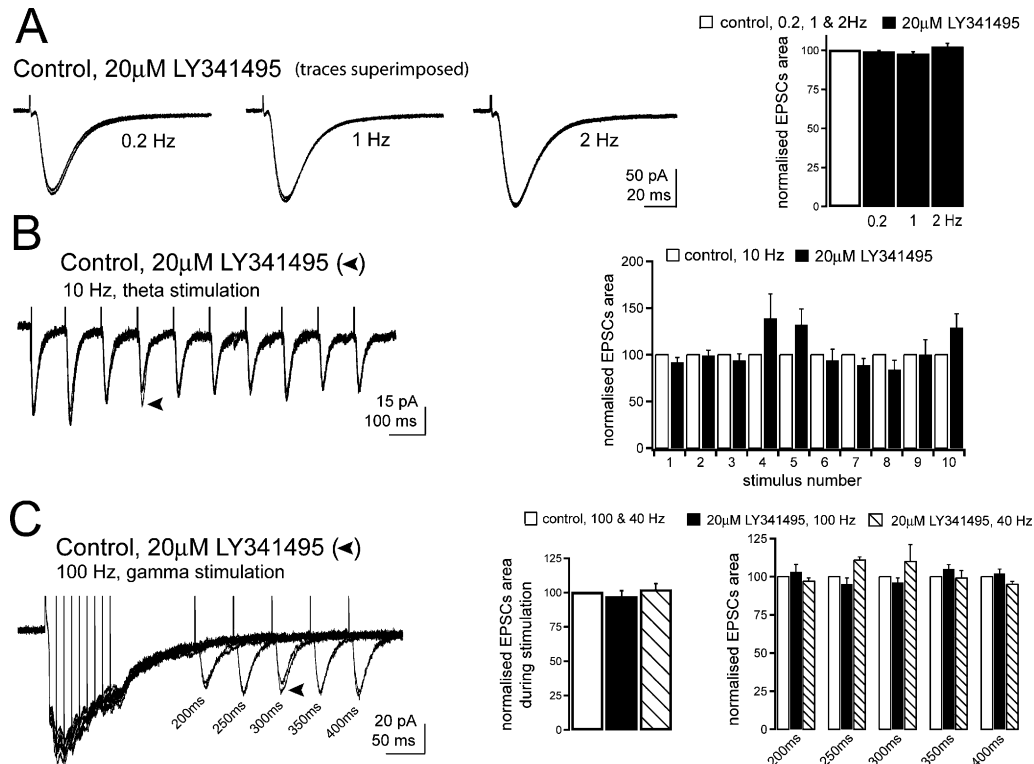 A
Control, 20µM LY341495 (traces superimposed)
0.2 Hz
1 Hz
2 Hz
50 pA
20 ms
control, 0.2, 1 & 2Hz
20µM LY341495
normalised EPSCs area
100
75
50
25
0
0.2 1 2 Hz
B
Control, 20µM LY341495 ( )
10 Hz, theta stimulation
15 pA
100 ms
control, 10 Hz
20µM LY341495
normalised EPSCs area
200
150
100
50
0
1 2 3 4 5 6 7 8 9 10
stimulus number
C
Control, 20µM LY341495 ( )
100 Hz, gamma stimulation
200ms
250ms
300ms
350ms
400ms
20 pA
50 ms
control, 100 & 40 Hz
20µM LY341495, 100 Hz
20µM LY341495, 40 Hz
normalised EPSCs area
during stimulation
125
100
75
50
25
0
normalised EPSCs area
125
100
75
50
25
0
200ms
250ms
300ms
350ms
400ms